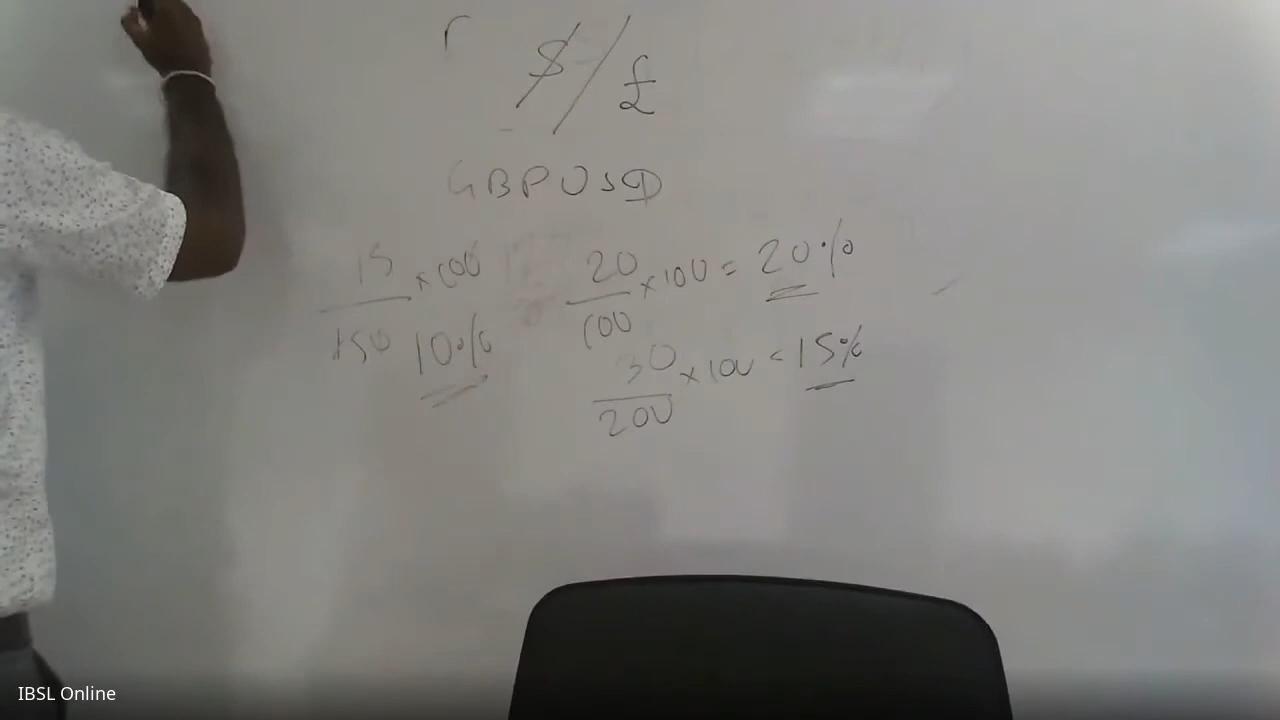 $/£
GBPUSD
15 x 100
150 10%
20 x 100 = 20%
100
30 x 100 = 15%
200
IBSL Online